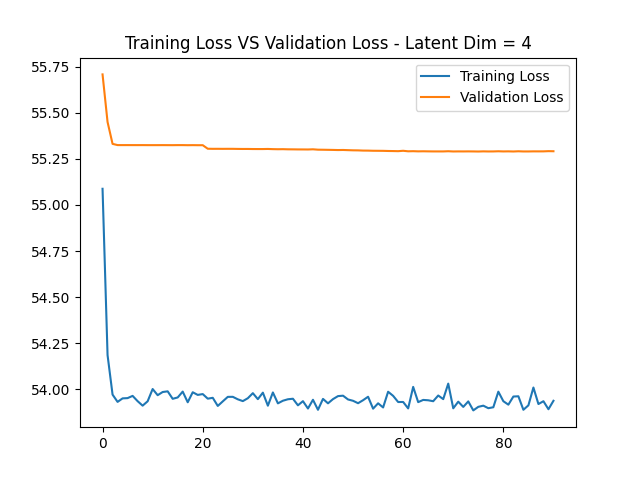 Training Loss VS Validation Loss - Latent Dim = 4
Training Loss
Validation Loss
55.75
55.50
55.25
55.00
54.75
54.50
54.25
54.00
0 20 40 60 80